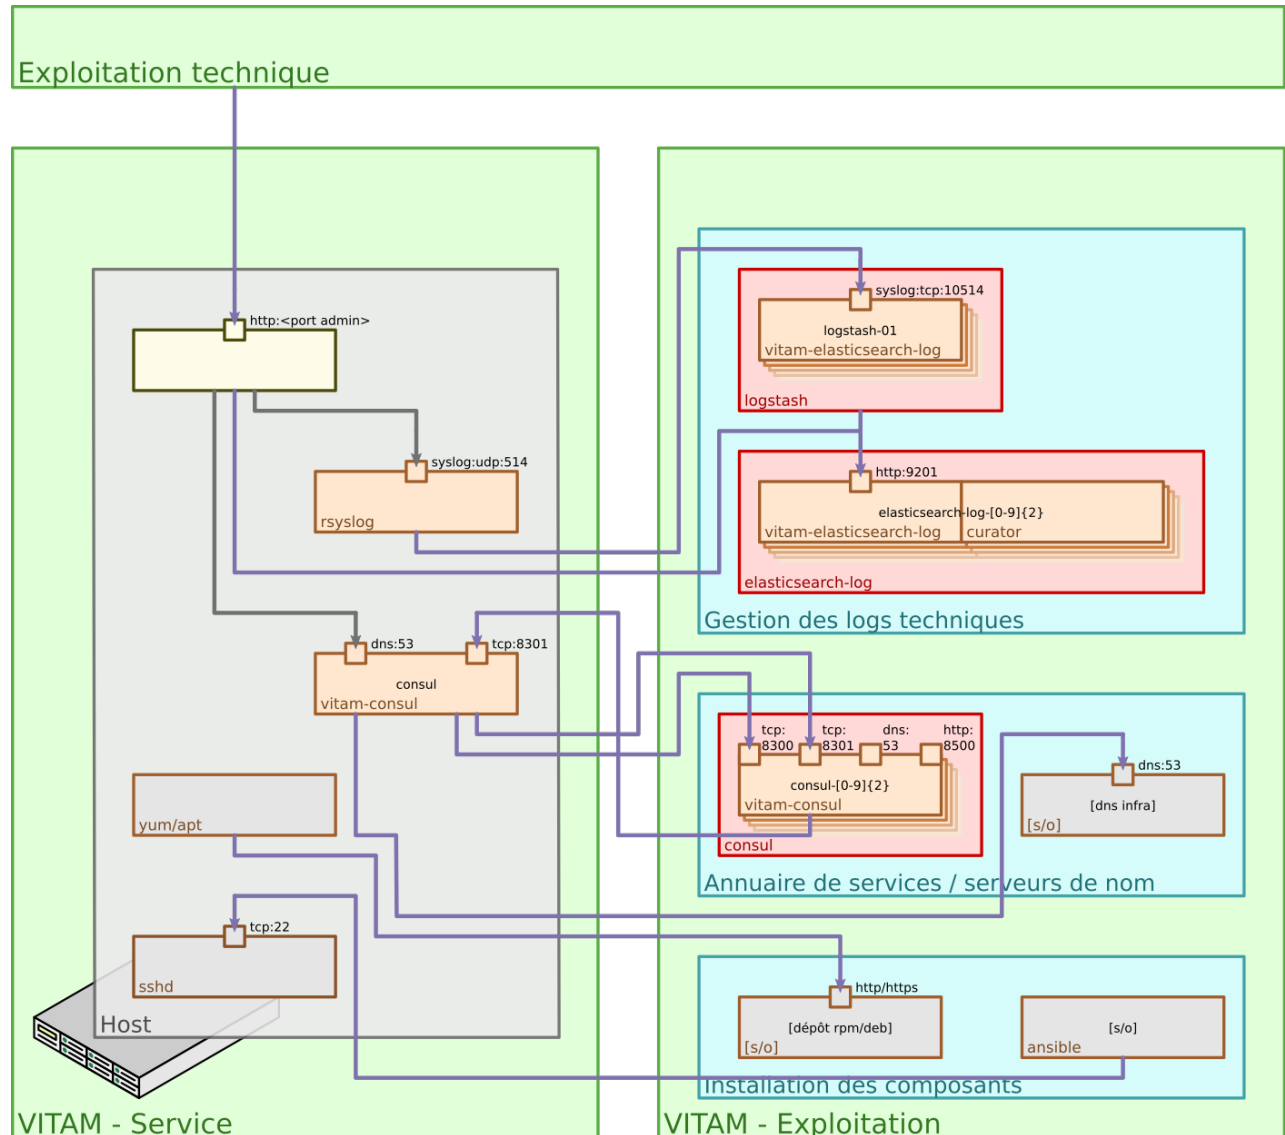 Exploitation technique
http:<port admin>
syslog:udp:514
rsyslog
dns:53
tcp:8301
consul
vitam-consul
yum/apt
tcp:22
sshd
Host
VITAM - Service
syslog:tcp:10514
logstash-01
vitam-elasticsearch-log
logstash
http:9201
elasticsearch-log-[0-9]{2}
vitam-elasticsearch-log
curator
elasticsearch-log
Gestion des logs techniques
tcp:
8300
tcp:
8301
dns:
53
http:
8500
consul-[0-9]{2}
vitam-consul
consul
dns:53
[dns infra]
[s/o]
Annuaire de services / serveurs de nom
http/https
[dépôt rpm/deb]
[s/o]
[s/o]
ansible
Installation des composants
VITAM - Exploitation